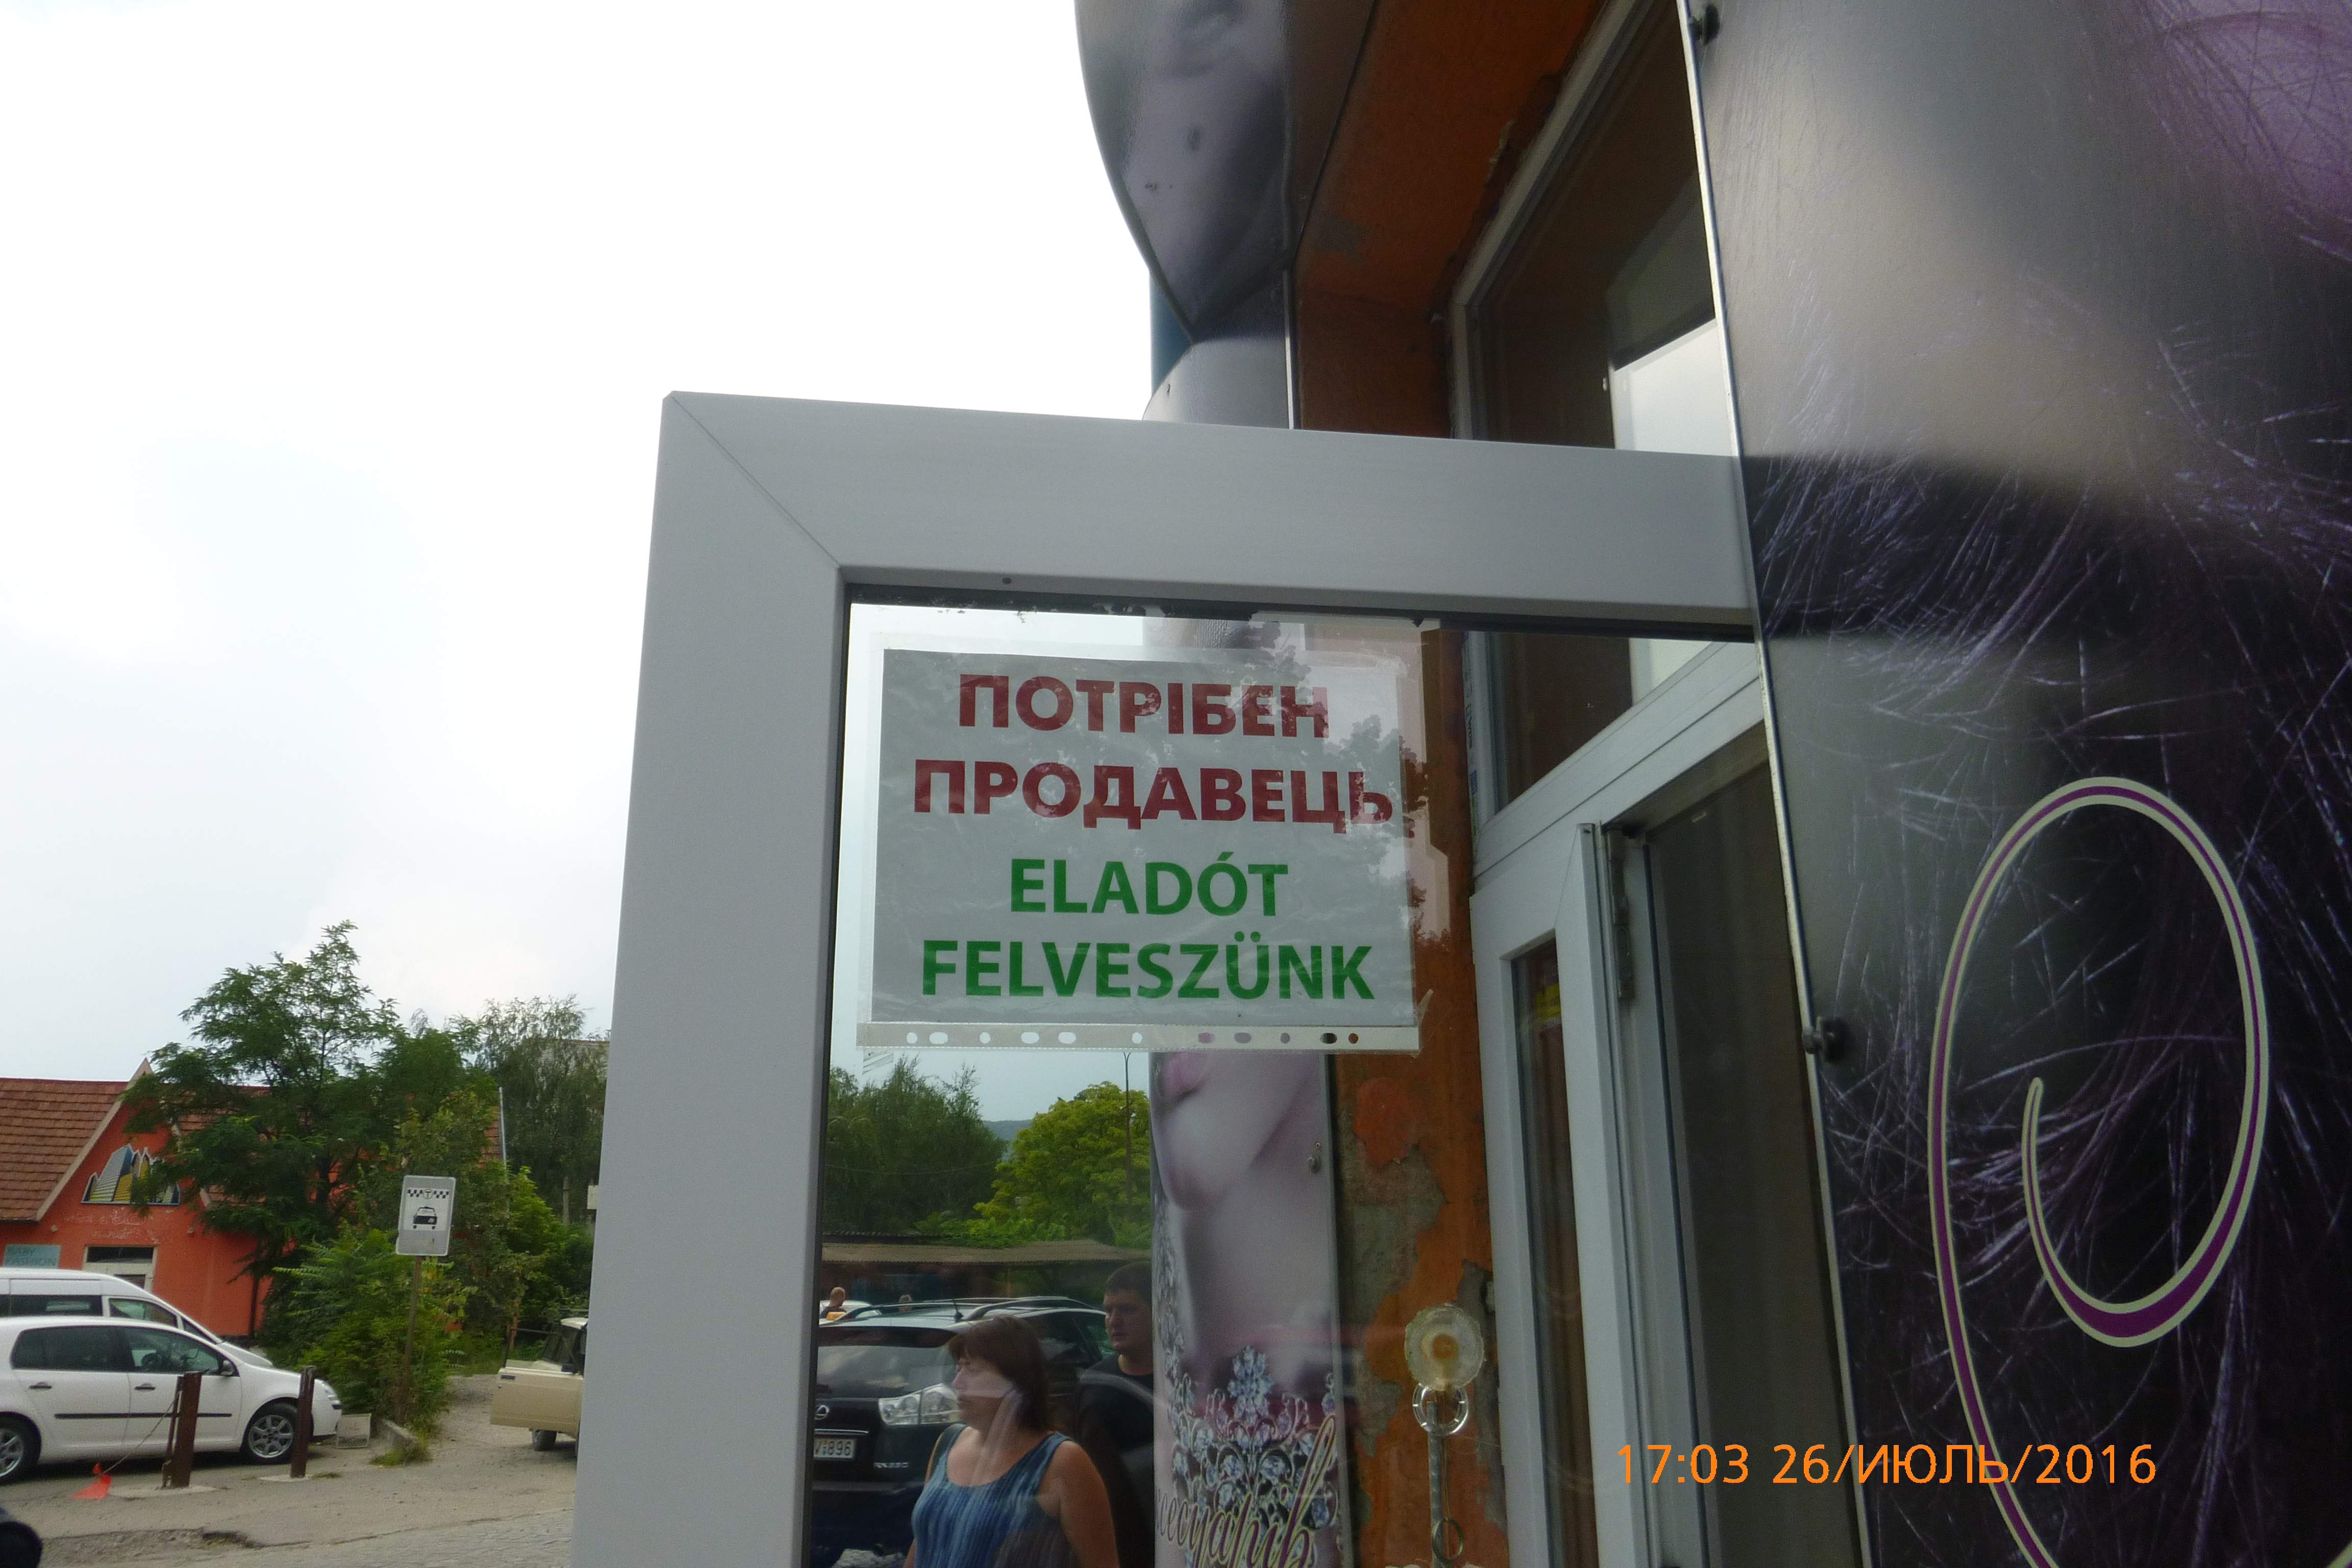 ПОТРІБЕН
ПРОДАВЕЦЬ
ELADÓT
FELVESZÜNK
17:03 26/ИЮЛЬ/2016